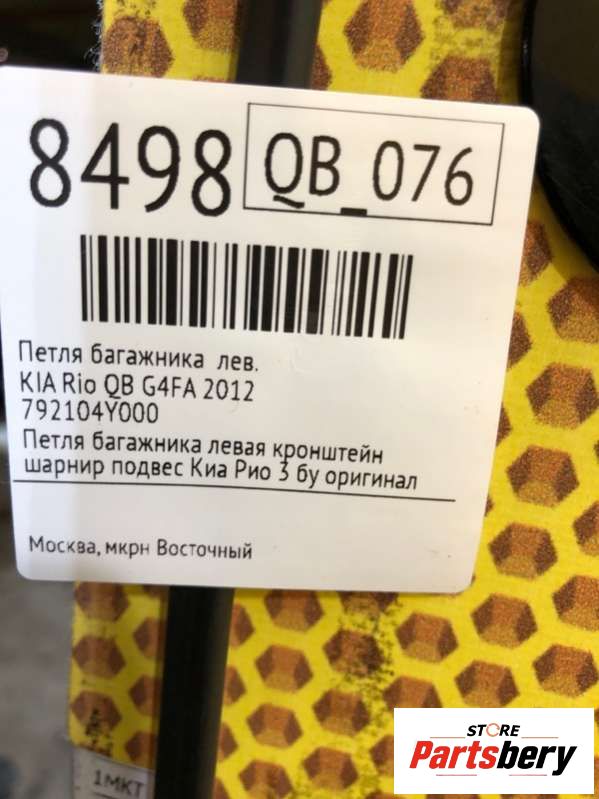 8498 QB_076
Петля багажника лев.
KIA Rio QB G4FA 2012
792104Y000
Петля багажника левая кронштейн
шарнир подвес Киа Рио 3 бу оригинал
Москва, мкрн Восточный
1МКТ
STORE
Partsbery